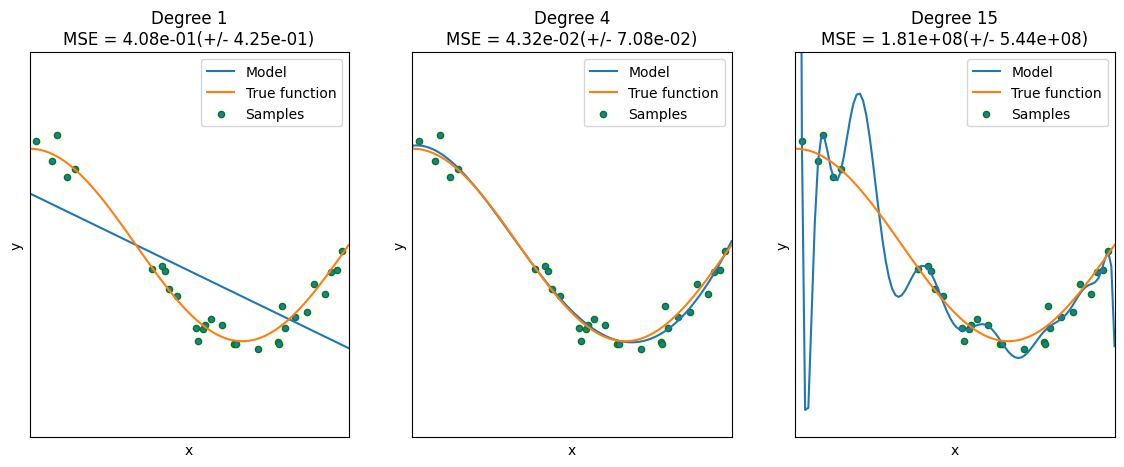 Degree 1
MSE = 4.08e-01(+/- 4.25e-01)
Model
True function
Samples
y
x
Degree 4
MSE = 4.32e-02(+/- 7.08e-02)
Model
True function
Samples
y
x
Degree 15
MSE = 1.81e+08(+/- 5.44e+08)
Model
True function
Samples
y
x